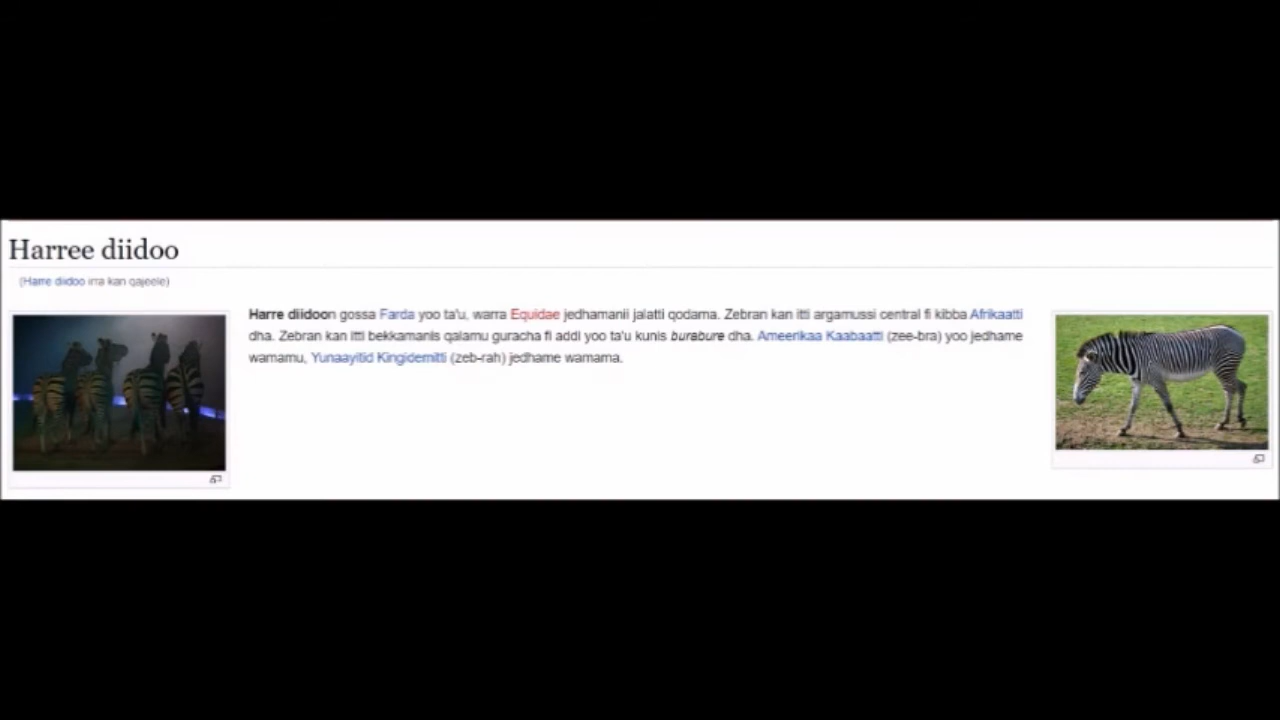 Harree diidoo
(Harre diidoo irra kan qajeele)
Harre diidoon gossa Farda yoo ta'u, warra Equidae jedhamanii jalatti qodama. Zebran kan itti argamussi central fi kibba Afrikaatti
dha. Zebran kan itti bekkamanis qalamu guracha fi addi yoo ta'u kunis burabure dha. Ameerikaa Kaabaatti (zee-bra) yoo jedhame
wamamu, Yunaayitid Kingidemitti (zeb-rah) jedhame wamama.